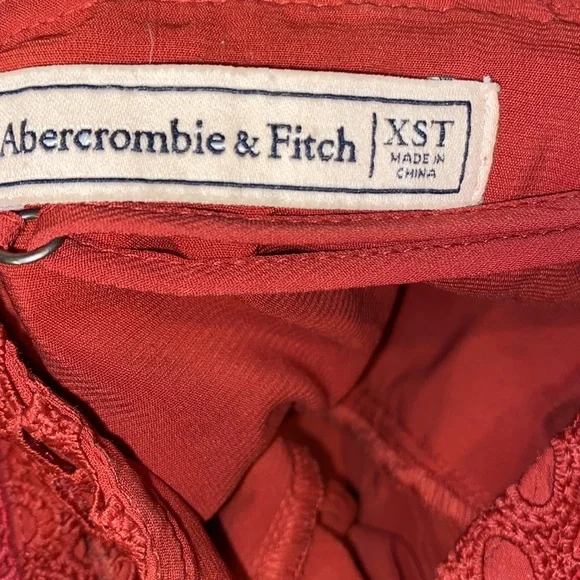 Abercrombie & Fitch
XST
MADE IN
CHINA